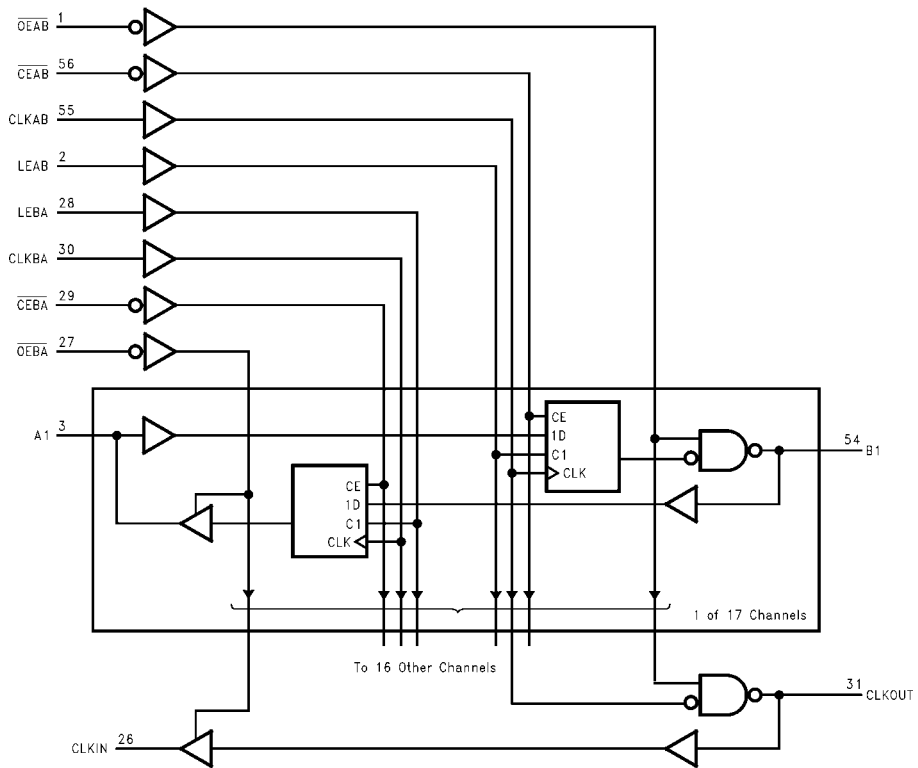 OEAB 1
CEAB 56
CLKAB 55
LEAB 2
LEBA 28
CLKBA 30
CEBA 29
OEBA 27
A1 3
CE
1D
C1
CLK
54 B1
CE
1D
C1
CLK
1 of 17 Channels
To 16 Other Channels
31 CLKOUT
CLKIN 26